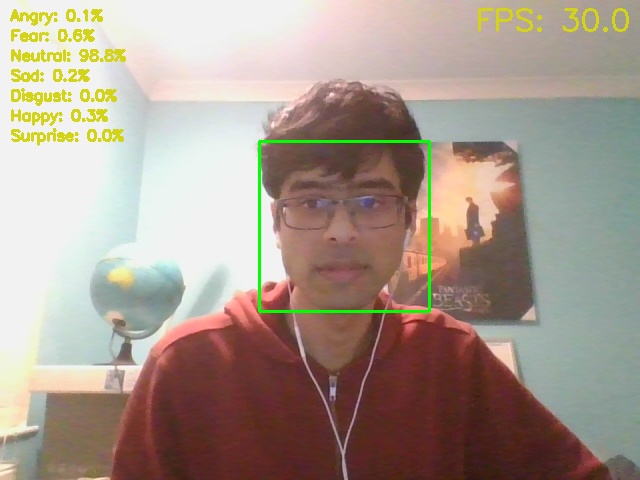 Angry: 0.1%
FPS: 30.0
Fear: 0.6%
Neutral: 98.8%
Sad: 0.2%
Disgust: 0.0%
Happy: 0.3%
Surprise: 0.0%
FANTASTIC
BEASTS